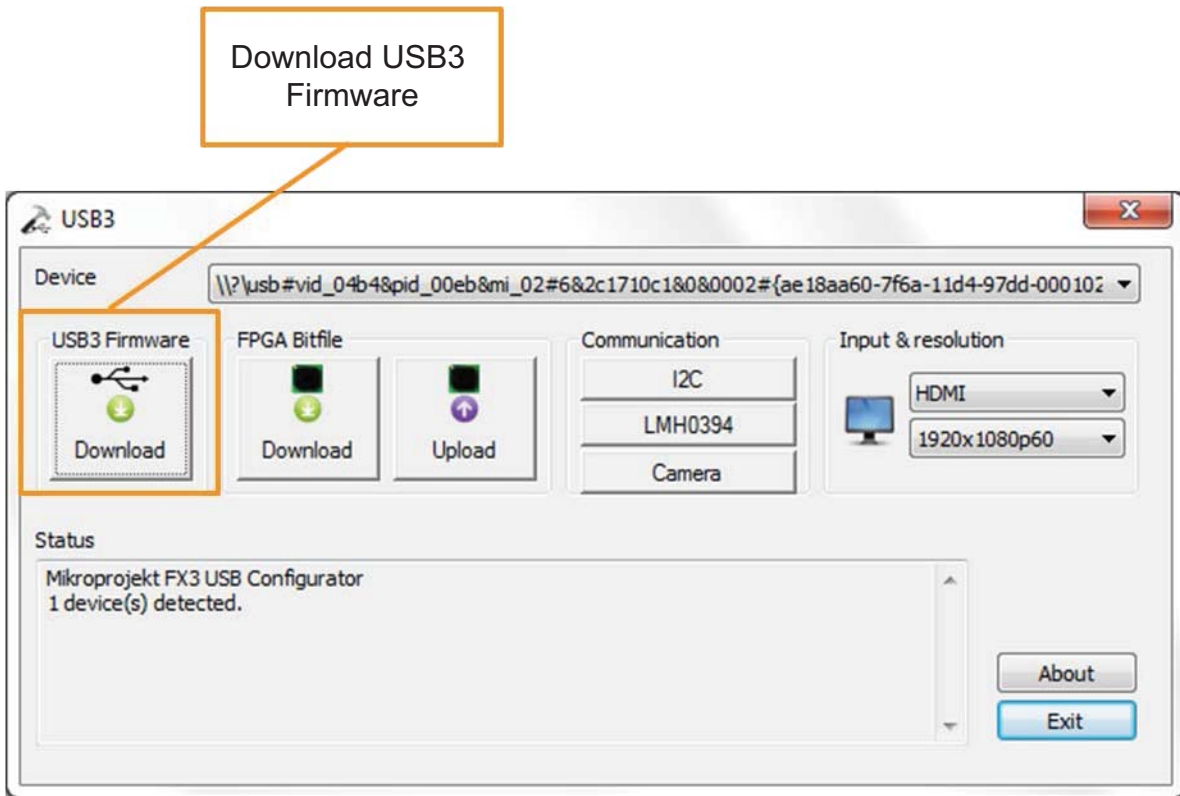 Download USB3
Firmware
USB3
Device
\\?\usb#vid_04b4&pid_00eb&mi_02#6&2c1710c1&0&0002#{ae18aa60-7f6a-11d4-97dd-000102
USB3 Firmware
Download
FPGA Bitfile
Download
Upload
Communication
I2C
LMH0394
Camera
Input & resolution
HDMI
1920x1080p60
Status
Mikroprojekt FX3 USB Configurator
1 device(s) detected.
About
Exit